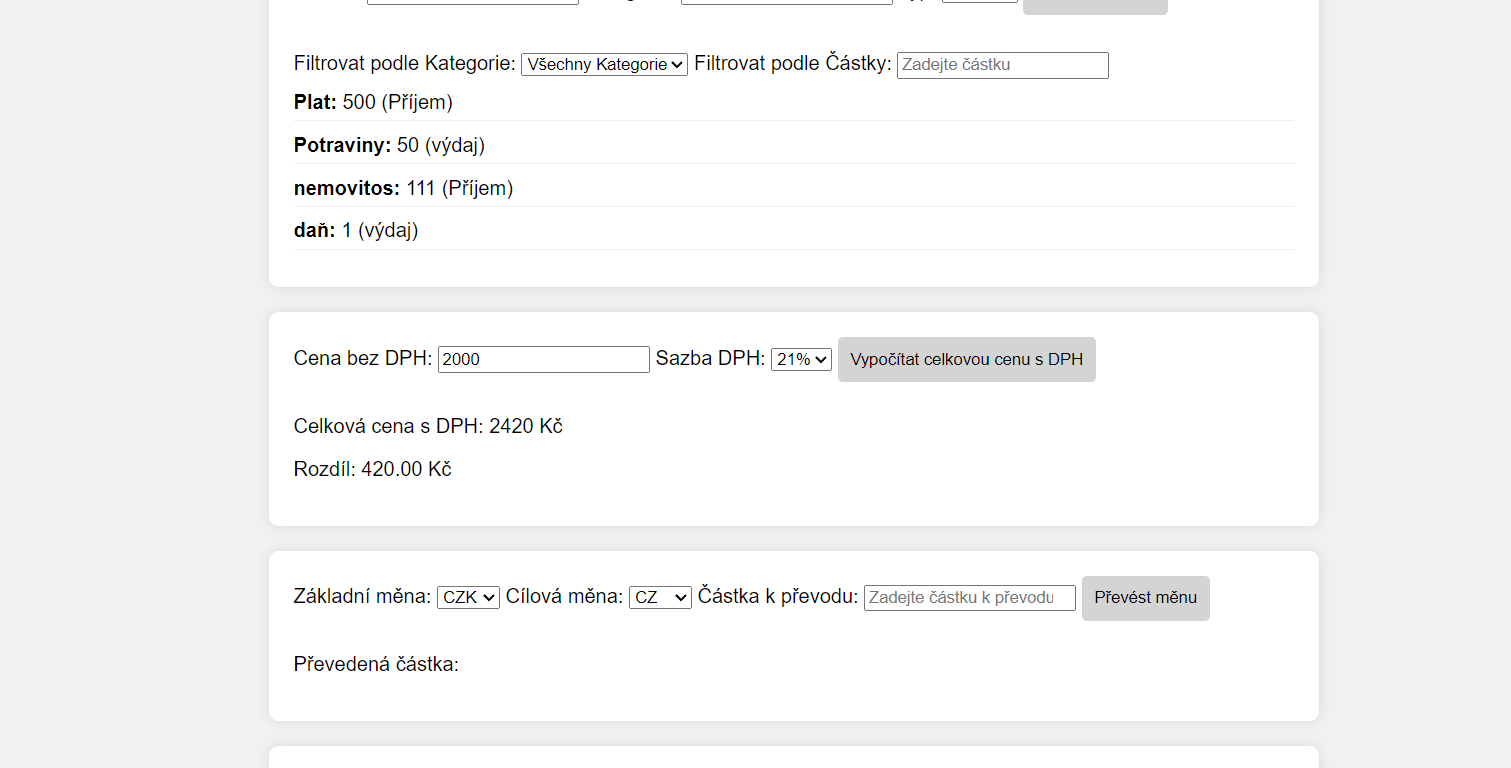 Filtrovat podle Kategorie: Všechny Kategorie Filtrovat podle Částky: Zadejte částku
Plat: 500 (Příjem)
Potraviny: 50 (výdaj)
nemovitos: 111 (Příjem)
daň: 1 (výdaj)
Cena bez DPH: 2000 Sazba DPH: 21% Vypočítat celkovou cenu s DPH
Celková cena s DPH: 2420 Kč
Rozdíl: 420.00 Kč
Základní měna: CZK Cílová měna: CZ Částka k převodu: Zadejte částku k převodu Převést měnu
Převedená částka: